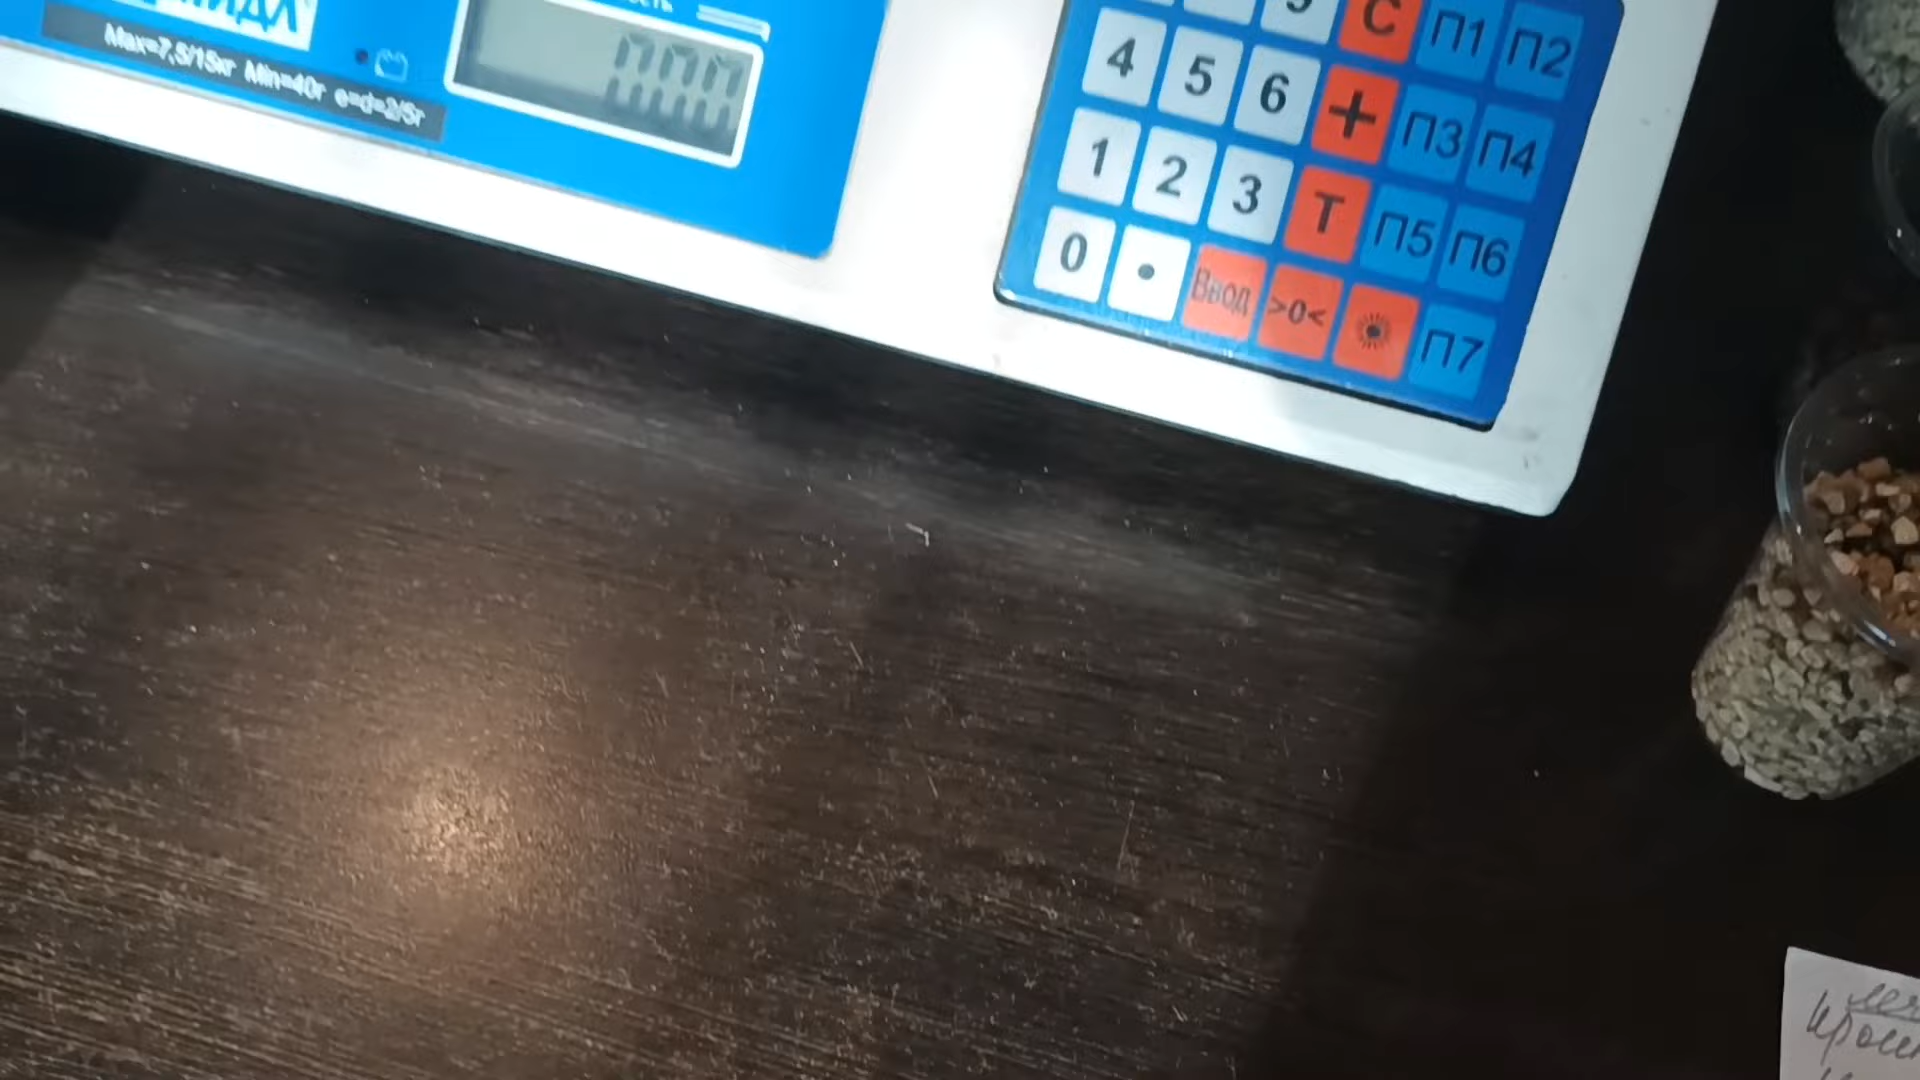 Max=7,5/15кг Min=40г e=d=2/5г
000
C П1 П2
4 5 6 + П3 П4
1 2 3 T П5 П6
0 • Ввод >0< П7